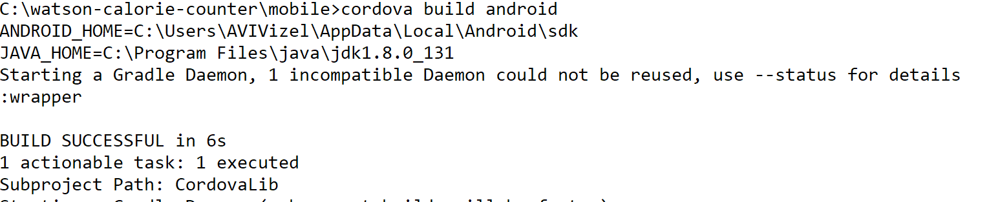 C:\watson-calorie-counter\mobile>cordova build android
ANDROID_HOME=C:\Users\AVIVizel\AppData\Local\Android\sdk
JAVA_HOME=C:\Program Files\java\jdk1.8.0_131
Starting a Gradle Daemon, 1 incompatible Daemon could not be reused, use --status for details
:wrapper
BUILD SUCCESSFUL in 6s
1 actionable task: 1 executed
Subproject Path: CordovaLib